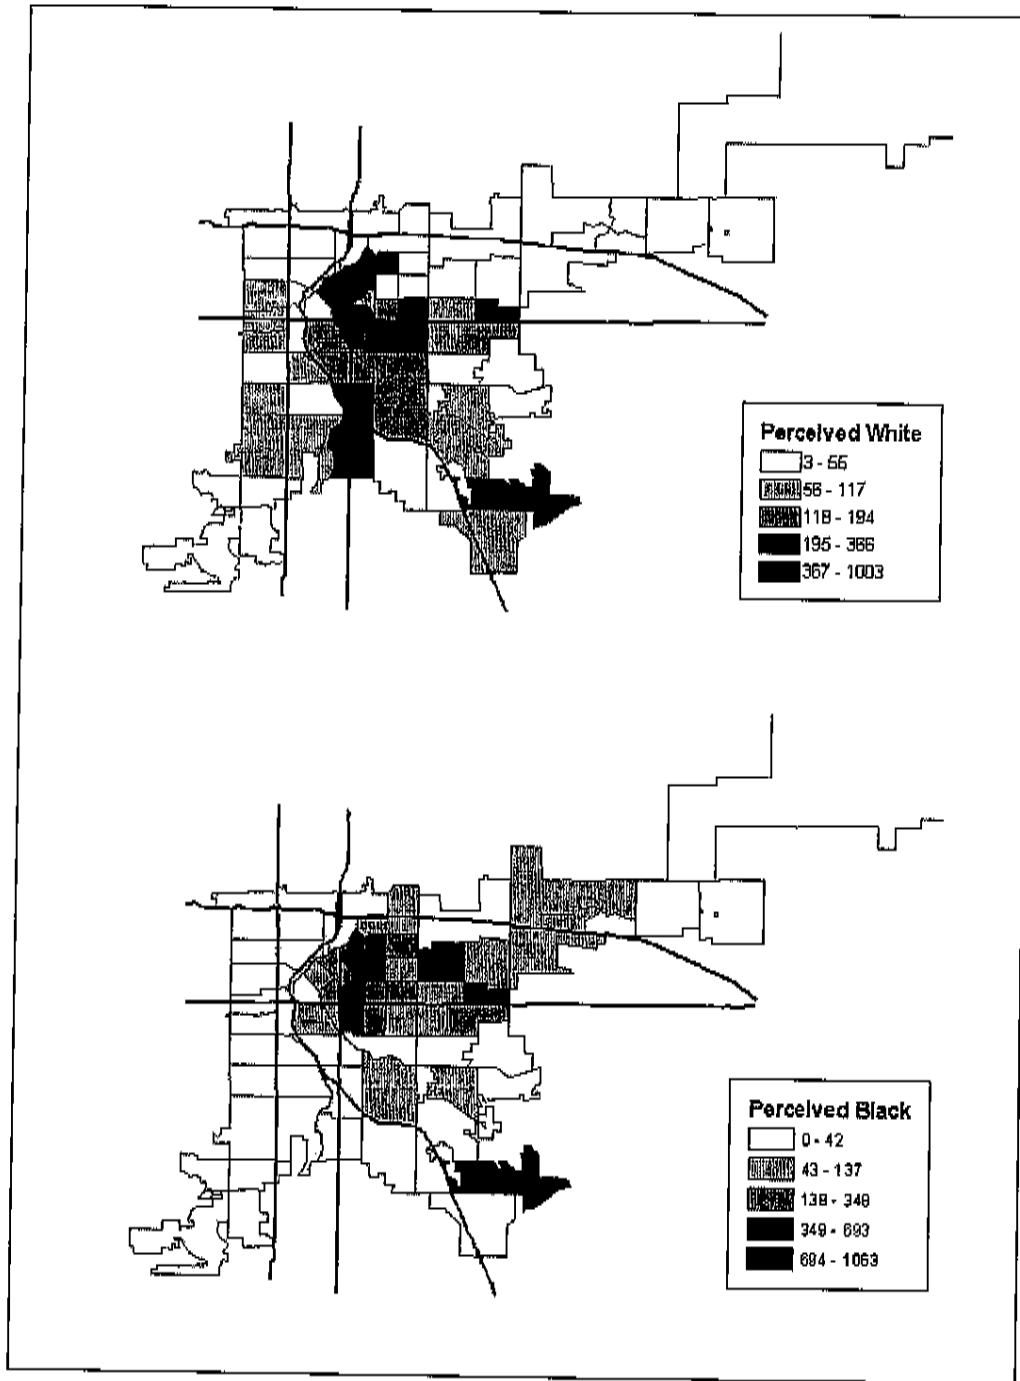 Perceived White
3 - 55
56 - 117
118 - 194
195 - 366
367 - 1003
Perceived Black
0 - 42
43 - 137
138 - 348
349 - 693
694 - 1063